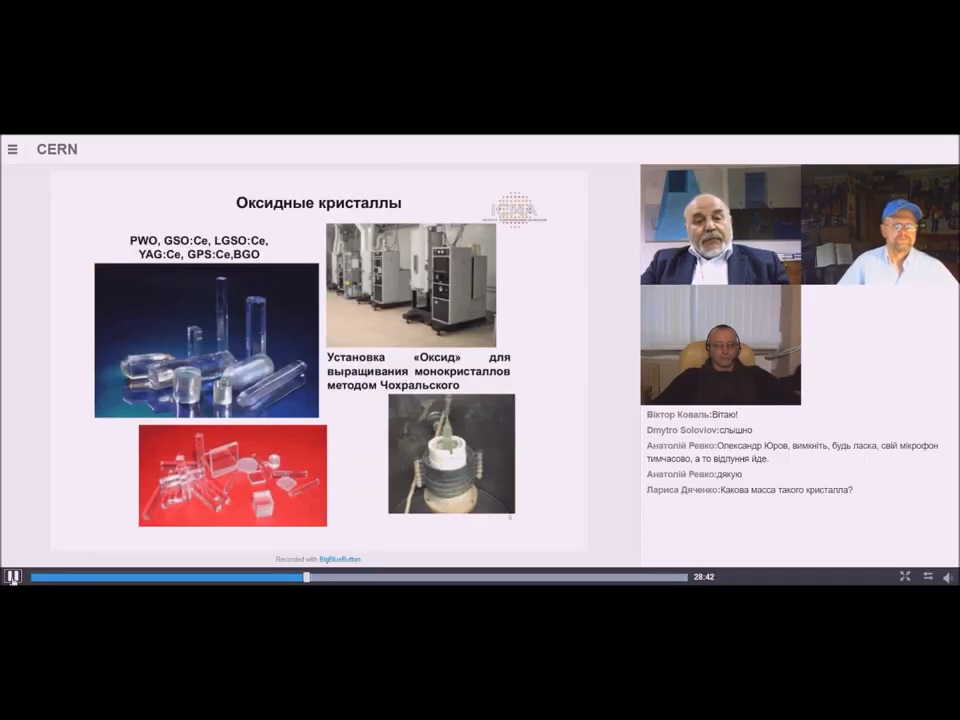 CERN
Оксидные кристаллы
PWO, GSO:Ce, LGSO:Ce,
YAG:Ce, GPS:Ce,BGO
Установка «Оксид» для
выращивания монокристаллов
методом Чохральского
6
Recorded with BigBlueButton
Віктор Коваль:Вітаю!
Dmytro Soloviov:слышно
Анатолій Ревко:Олександр Юров, вимкніть, будь ласка, свій мікрофон
тимчасово, а то відлуння йде.
Анатолій Ревко:дякую
Лариса Дяченко:Какова масса такого кристалла?
28:42